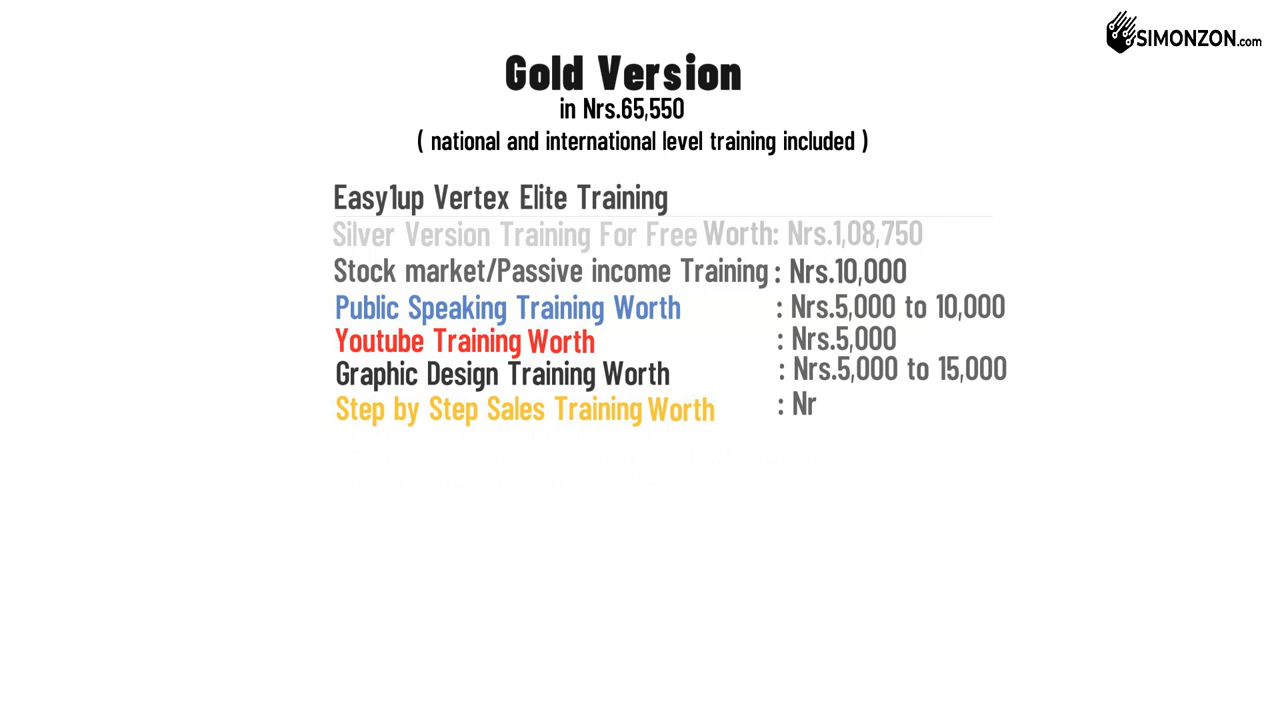 SIMONZON.com
Gold Version
in Nrs.65,550
( national and international level training included )
Easy1up Vertex Elite Training
Silver Version Training For Free Worth: Nrs.1,08,750
Stock market/Passive income Training : Nrs.10,000
Public Speaking Training Worth : Nrs.5,000 to 10,000
Youtube Training Worth : Nrs.5,000
Graphic Design Training Worth : Nrs.5,000 to 15,000
Step by Step Sales Training Worth : Nr